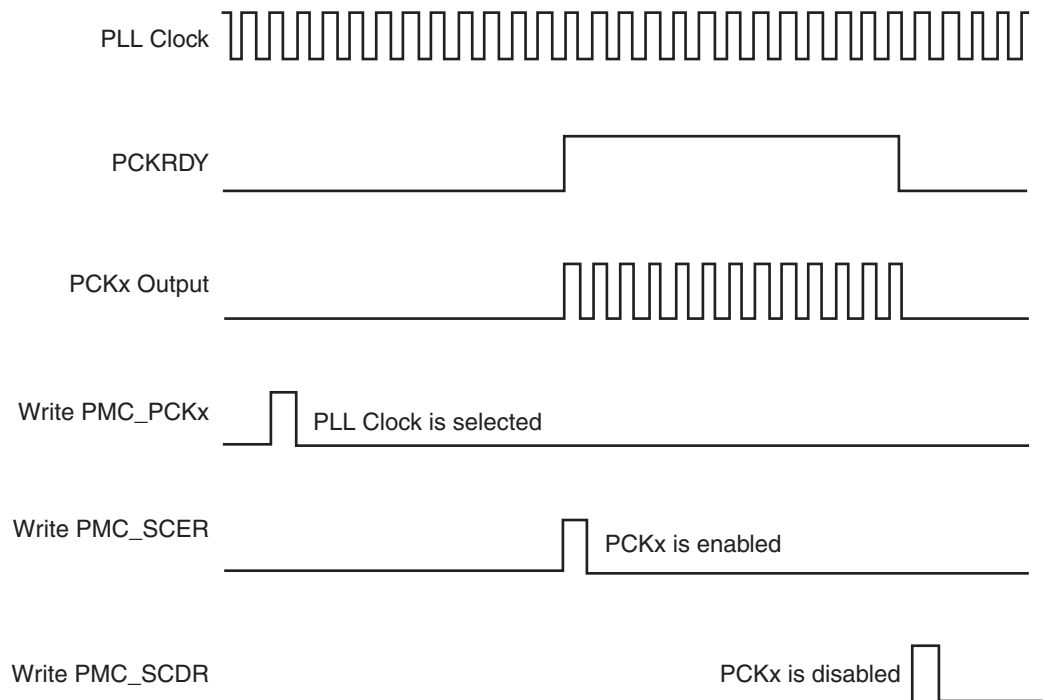 PLL Clock
PCKRDY
PCKx Output
Write PMC_PCKx
PLL Clock is selected
Write PMC_SCER
PCKx is enabled
Write PMC_SCDR
PCKx is disabled